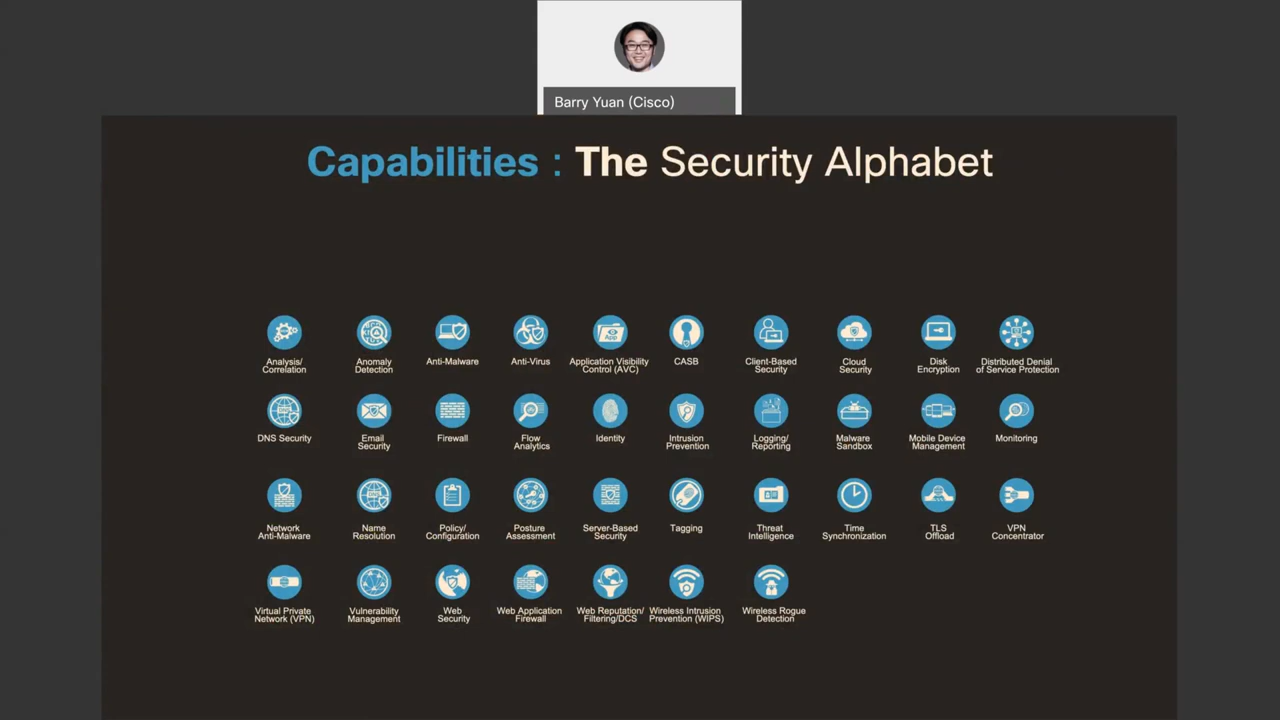 Barry Yuan (Cisco)
Capabilities : The Security Alphabet
Analysis/
Correlation
Anomaly
Detection
Anti-Malware
Anti-Virus
Application Visibility
Control (AVC)
CASB
Client-Based
Security
Cloud
Security
Disk
Encryption
Distributed Denial
of Service Protection
DNS Security
Email
Security
Firewall
Flow
Analytics
Identity
Intrusion
Prevention
Logging/
Reporting
Malware
Sandbox
Mobile Device
Management
Monitoring
Network
Anti-Malware
Name
Resolution
Policy/
Configuration
Posture
Assessment
Server-Based
Security
Tagging
Threat
Intelligence
Time
Synchronization
TLS
Offload
VPN
Concentrator
Virtual Private
Network (VPN)
Vulnerability
Management
Web
Security
Web Application
Firewall
Web Reputation/
Filtering/DCS
Wireless Intrusion
Prevention (WIPS)
Wireless Rogue
Detection